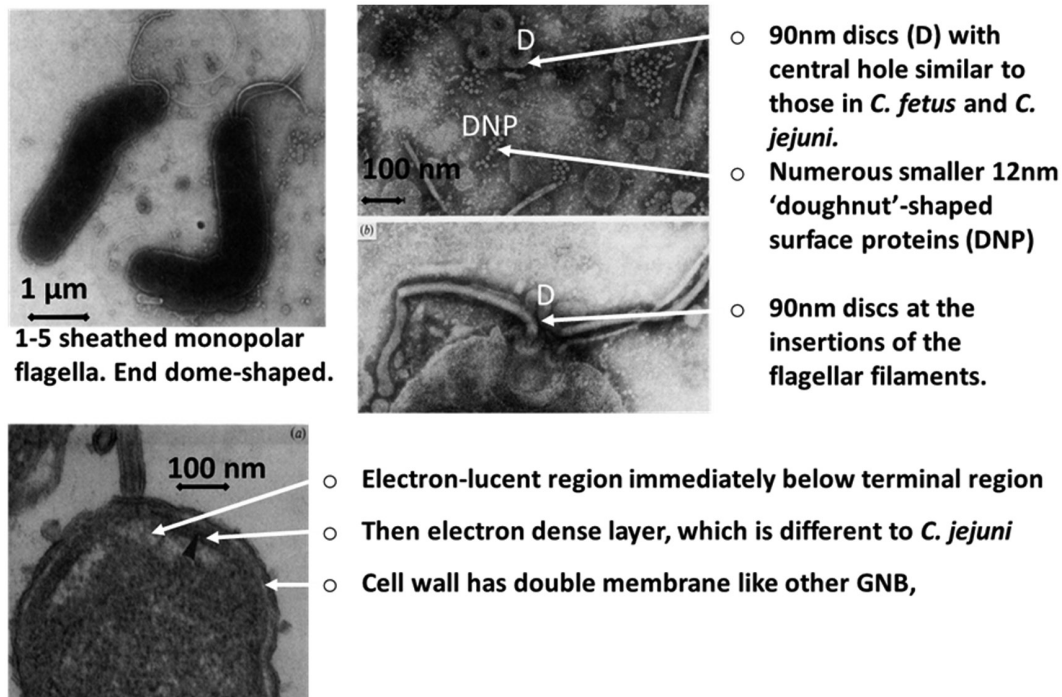 1 μm
1-5 sheathed monopolar
flagella. End dome-shaped.
D
DNP
100 nm
(b)
D
○ 90nm discs (D) with
central hole similar to
those in C. fetus and C.
jejuni.
○ Numerous smaller 12nm
‘doughnut’-shaped
surface proteins (DNP)
○ 90nm discs at the
insertions of the
flagellar filaments.
(a)
100 nm
○ Electron-lucent region immediately below terminal region
○ Then electron dense layer, which is different to C. jejuni
○ Cell wall has double membrane like other GNB,